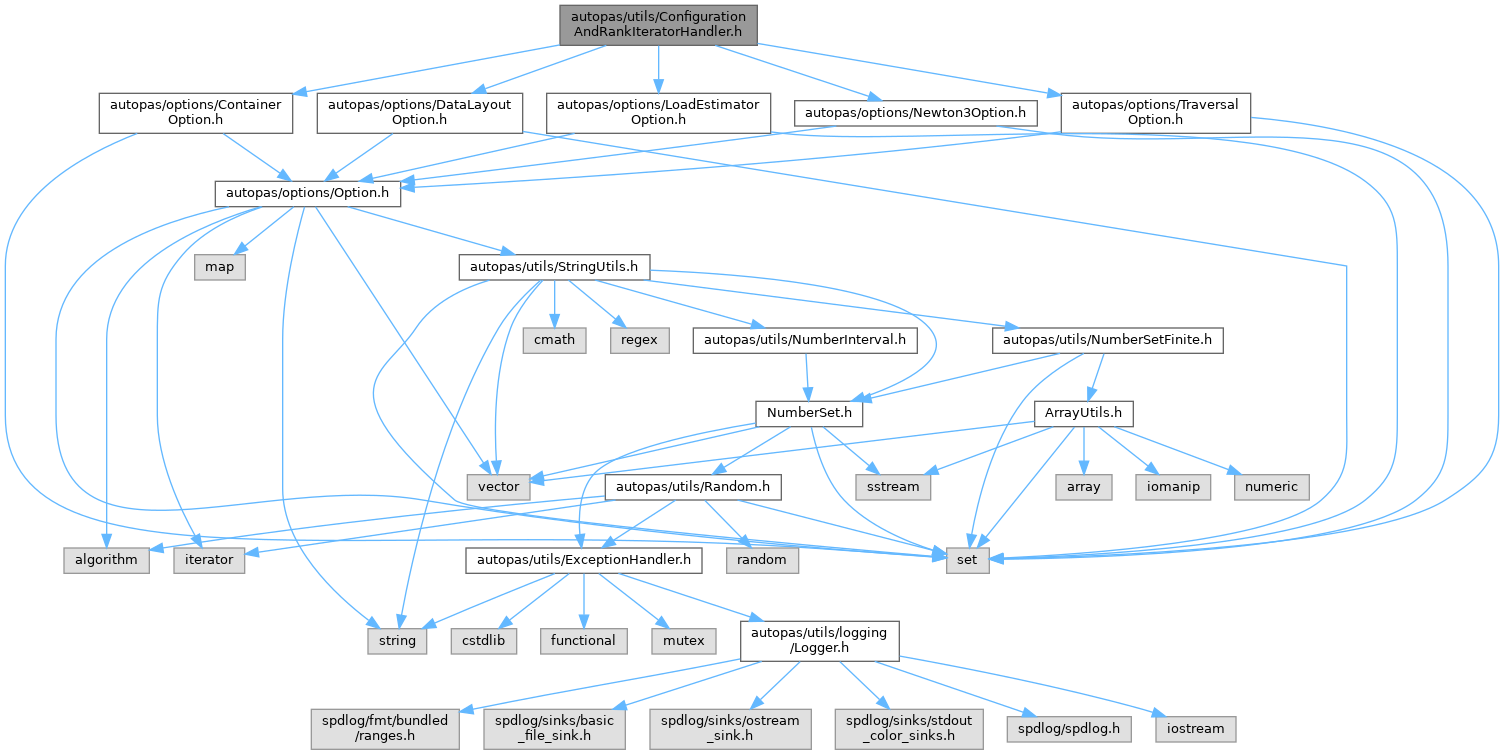 autopas/utils/Configuration
AndRankIteratorHandler.h
autopas/options/Container
Option.h
autopas/options/DataLayout
Option.h
autopas/options/LoadEstimator
Option.h
autopas/options/Newton3Option.h
autopas/options/Traversal
Option.h
autopas/options/Option.h
map
autopas/utils/StringUtils.h
cmath
regex
autopas/utils/NumberInterval.h
autopas/utils/NumberSetFinite.h
NumberSet.h
ArrayUtils.h
vector
autopas/utils/Random.h
sstream
array
iomanip
numeric
algorithm
iterator
autopas/utils/ExceptionHandler.h
random
set
string
cstdlib
functional
mutex
autopas/utils/logging
/Logger.h
spdlog/fmt/bundled
/ranges.h
spdlog/sinks/basic
_file_sink.h
spdlog/sinks/ostream
_sink.h
spdlog/sinks/stdout
_color_sinks.h
spdlog/spdlog.h
iostream